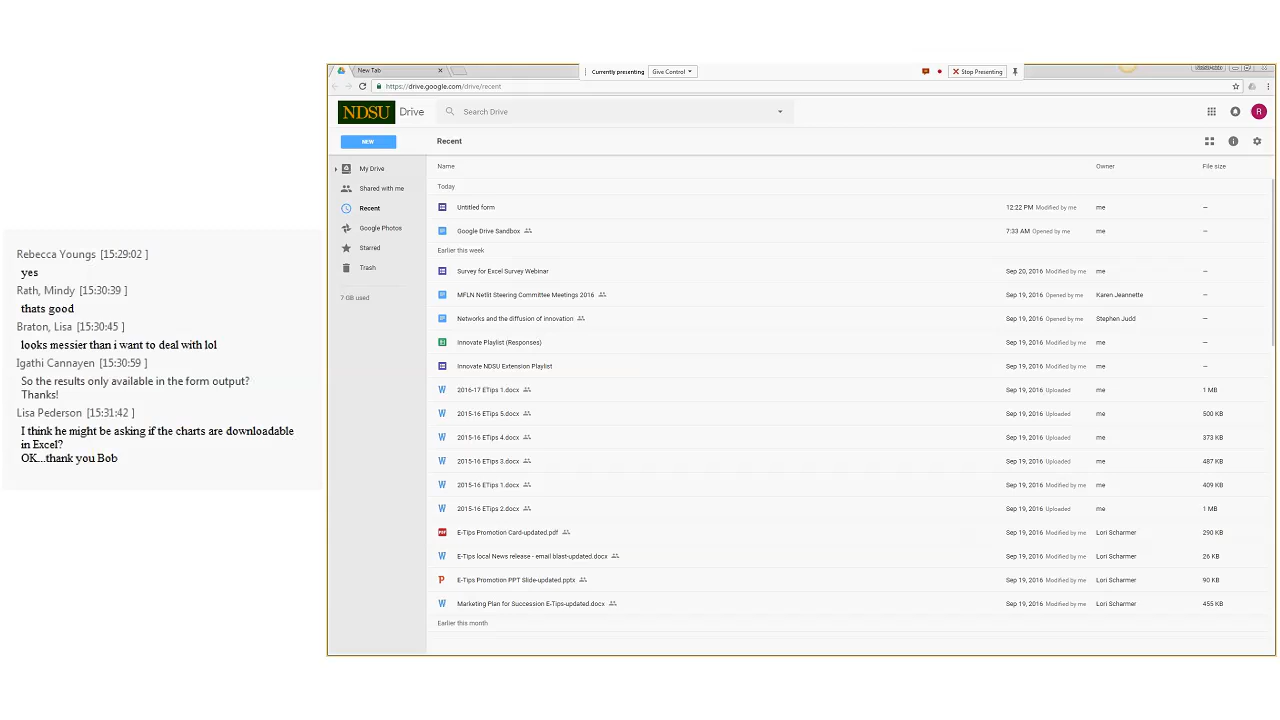 Rebecca Youngs [15:29:02 ]
yes
Rath, Mindy [15:30:39 ]
thats good
Braton, Lisa [15:30:45 ]
looks messier than i want to deal with lol
Igathi Cannayen [15:30:59 ]
So the results only available in the form output?
Thanks!
Lisa Pederson [15:31:42 ]
I think he might be asking if the charts are downloadable
in Excel?
OK...thank you Bob
New Tab
Currently presenting Give Control
Stop Presenting
https://drive.google.com/drive/recent
NDSU Drive Search Drive R
NEW Recent
My Drive
Shared with me
Recent
Google Photos
Starred
Trash
7 GB used
Name Owner File size
Today
Untitled form 12:22 PM Modified by me me –
Google Drive Sandbox 7:33 AM Opened by me me –
Earlier this week
Survey for Excel Survey Webinar Sep 20, 2016 Modified by me me –
MFLN Netlit Steering Committee Meetings 2016 Sep 19, 2016 Opened by me Karen Jeannette –
Networks and the diffusion of innovation Sep 19, 2016 Opened by me Stephen Judd –
Innovate Playlist (Responses) Sep 19, 2016 Modified by me me –
Innovate NDSU Extension Playlist Sep 19, 2016 Modified by me me –
W 2016-17 ETips 1.docx Sep 19, 2016 Uploaded me 1 MB
W 2015-16 ETips 5.docx Sep 19, 2016 Uploaded me 500 KB
W 2015-16 ETips 4.docx Sep 19, 2016 Uploaded me 373 KB
W 2015-16 ETips 3.docx Sep 19, 2016 Uploaded me 487 KB
W 2015-16 ETips 1.docx Sep 19, 2016 Modified by me me 409 KB
W 2015-16 ETips 2.docx Sep 19, 2016 Uploaded me 1 MB
PDF E-Tips Promotion Card-updated.pdf Sep 19, 2016 Modified by me Lori Scharmer 290 KB
W E-Tips local News release - email.blast-updated.docx Sep 19, 2016 Modified by me Lori Scharmer 26 KB
P E-Tips Promotion PPT Slide-updated.pptx Sep 19, 2016 Modified by me Lori Scharmer 90 KB
W Marketing Plan for Succession E-Tips-updated.docx Sep 19, 2016 Modified by me Lori Scharmer 455 KB
Earlier this month